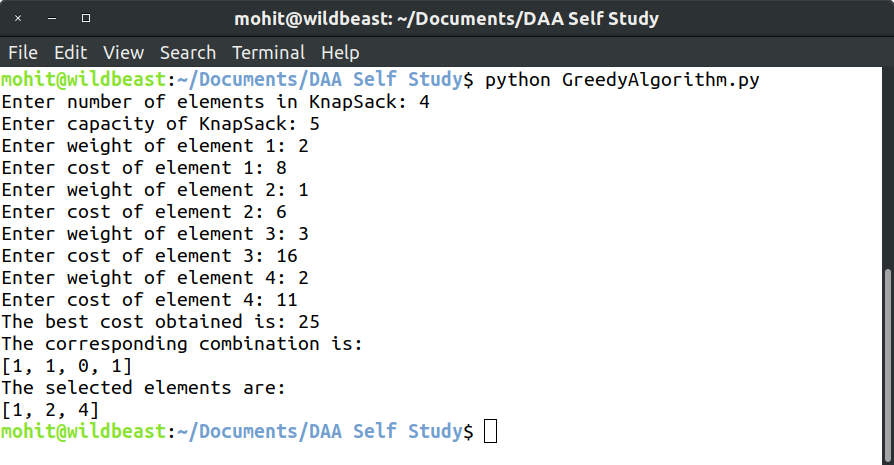 mohit@wildbeast: ~/Documents/DAA Self Study
File Edit View Search Terminal Help
mohit@wildbeast:~/Documents/DAA Self Study$ python GreedyAlgorithm.py
Enter number of elements in KnapSack: 4
Enter capacity of KnapSack: 5
Enter weight of element 1: 2
Enter cost of element 1: 8
Enter weight of element 2: 1
Enter cost of element 2: 6
Enter weight of element 3: 3
Enter cost of element 3: 16
Enter weight of element 4: 2
Enter cost of element 4: 11
The best cost obtained is: 25
The corresponding combination is:
[1, 1, 0, 1]
The selected elements are:
[1, 2, 4]
mohit@wildbeast:~/Documents/DAA Self Study$